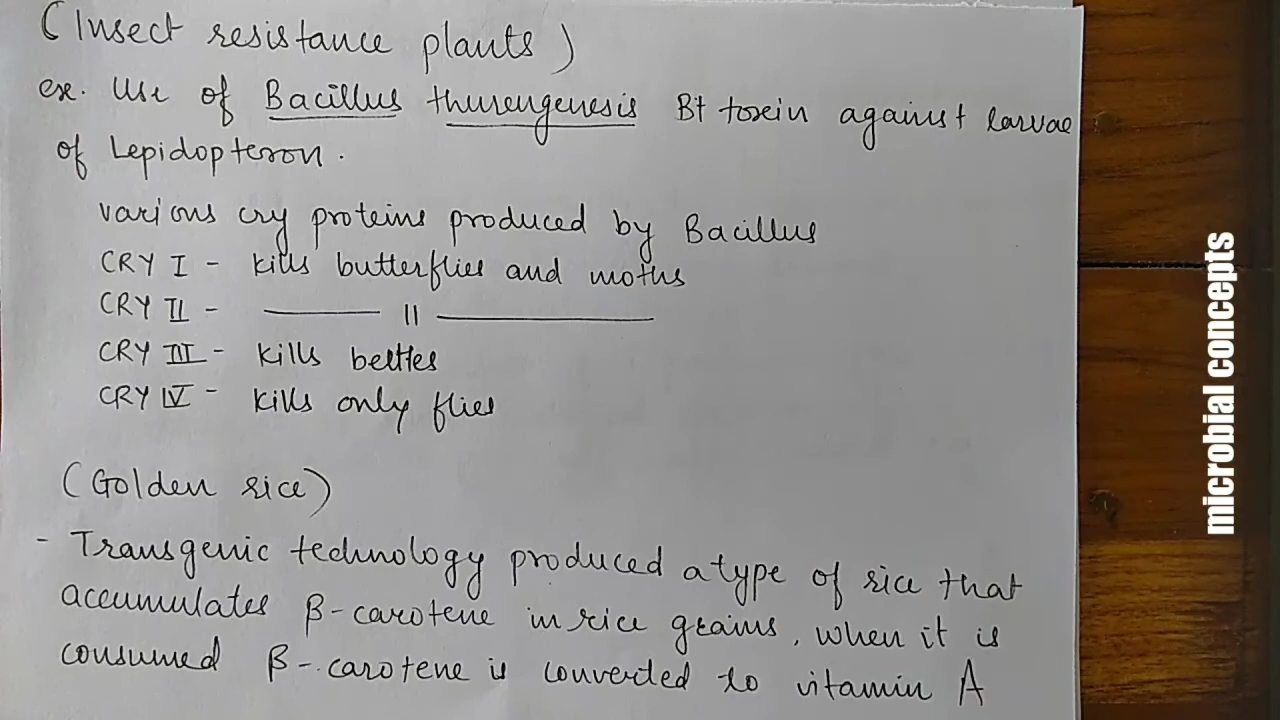 (Insect resistance plants)
ex. Use of Bacillus thurengenesis Bt toxin against larvae
of Lepidopteron.
various cry proteins produced by Bacillus
CRY I - kills butterflies and moths
CRY II - —— 11 ——
CRY III - kills beltles
CRY IV - kills only flies
(Golden rice)
- Transgenic technology produced a type of rice that
accumulates β-carotene in rice grains, when it is
consumed β-carotene is converted to vitamin A
microbial concepts